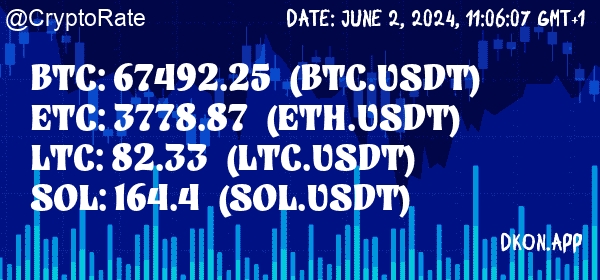 @CryptoRate
DATE: JUNE 2, 2024, 11:06:07 GMT+1
BTC: 67492.25 (BTC.USDT)
ETC: 3778.87 (ETH.USDT)
LTC: 82.33 (LTC.USDT)
SOL: 164.4 (SOL.USDT)
DKON.APP